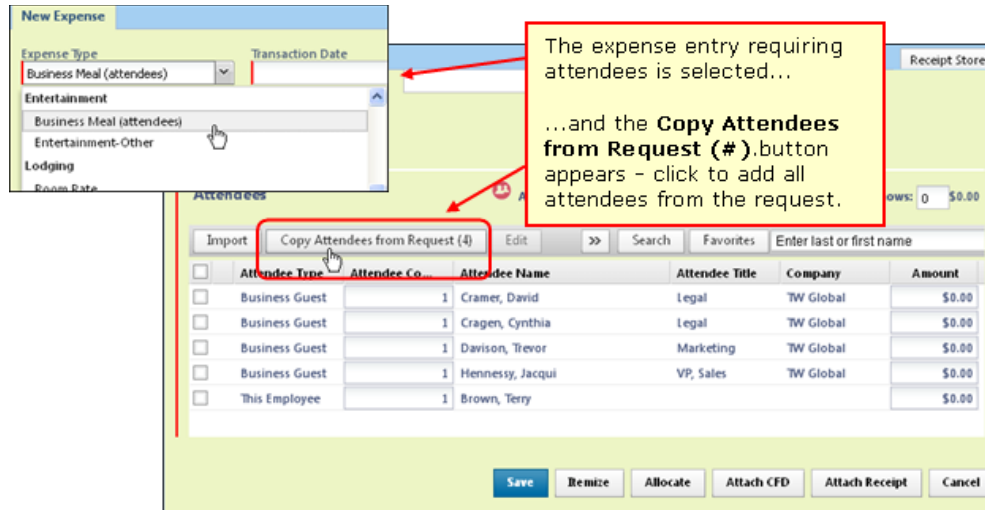 New Expense
Expense Type Transaction Date
Business Meal (attendees)
Entertainment
Business Meal (attendees)
Entertainment-Other
Lodging
Room Rate
The expense entry requiring
attendees is selected...
...and the Copy Attendees
from Request (#).button
appears – click to add all
attendees from the request.
Receipt Store
Attendees 0 $0.00
Import Copy Attendees from Request (4) Edit >> Search Favorites Enter last or first name
Attendee Type Attendee Co... Attendee Name Attendee Title Company Amount
Business Guest 1 Cramer, David Legal TW Global $0.00
Business Guest 1 Cragen, Cynthia Legal TW Global $0.00
Business Guest 1 Davison, Trevor Marketing TW Global $0.00
Business Guest 1 Hennessy, Jacqui VP, Sales TW Global $0.00
This Employee 1 Brown, Terry $0.00
Save Itemize Allocate Attach CFD Attach Receipt Cancel